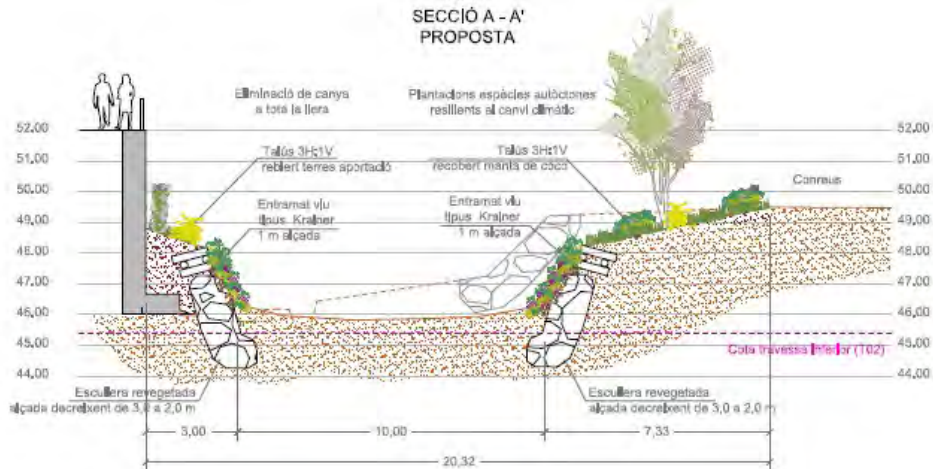 SECCIÓ A - A'
PROPOSTA
Eliminació de canya
a tota la llera
Plantacions espècies autòctones
resilients al canvi climàtic
52,00
52,00
Talús 3H:1V
reblert terres aportació
Talús 3H:1V
recobert manta de coco
51,00
51,00
Conreus
50,00
50,00
Entramat viu
tipus Krainer
1 m alçada
Entramat viu
tipus Krainer
1 m alçada
49,00
49,00
48,00
48,00
47,00
47,00
46,00
46,00
45,00
45,00
Cota travessa inferior (T02)
44,00
44,00
Escullera revegetada
alçada decreixent de 3,0 a 2,0 m
Escullera revegetada
alçada decreixent de 3,0 a 2,0 m
3,00
10,00
7,33
20,32